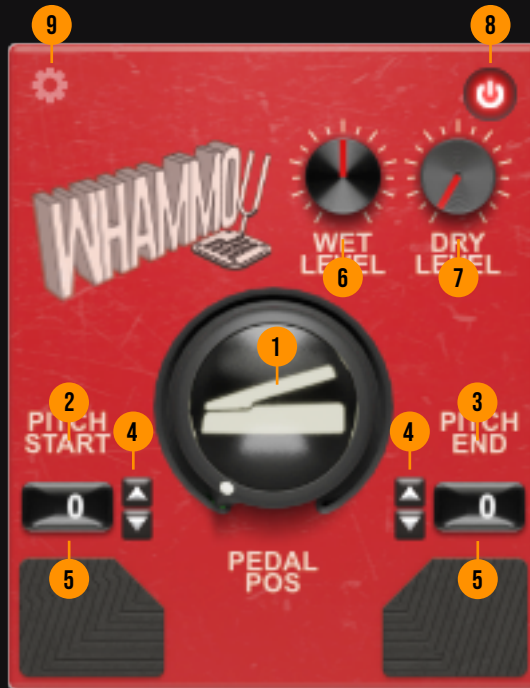 9
8
WHAMMO
WET
LEVEL
6
DRY
LEVEL
7
1
2
PITCH
START
4
4
3
PITCH
END
0
0
5
5
PEDAL
POS